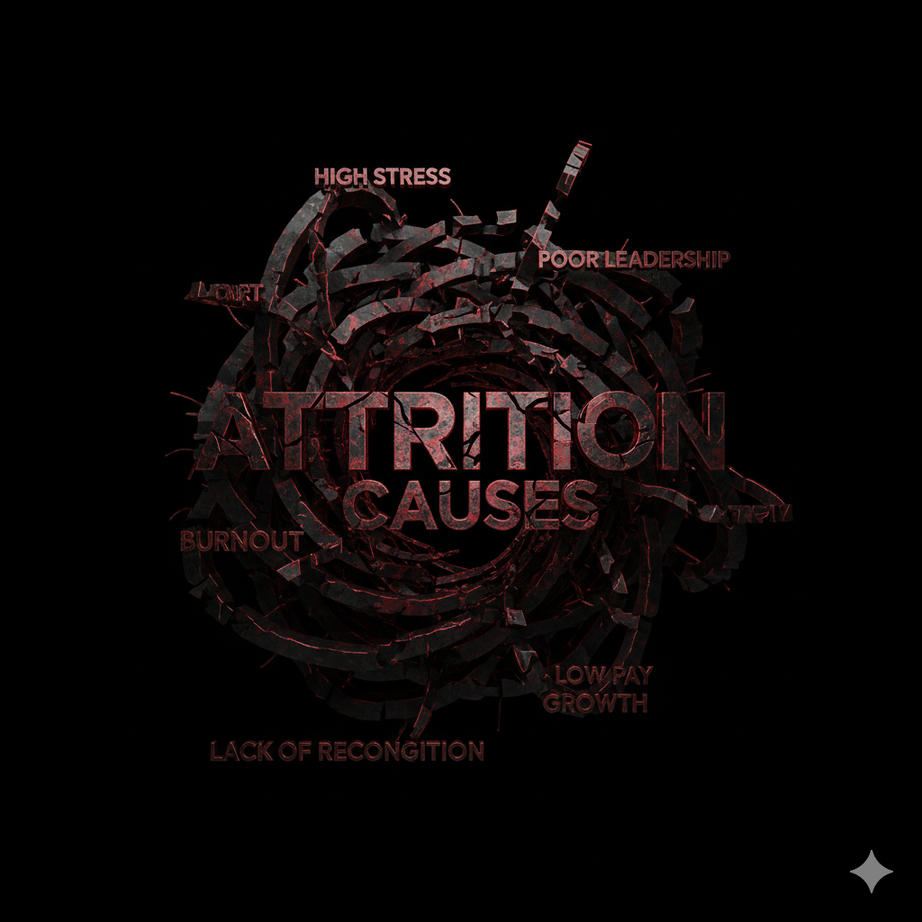 HIGH STRESS
POOR LEADERSHIP
ATTRITION
CAUSES
BURNOUT
LOW PAY
GROWTH
LACK OF RECONGITION